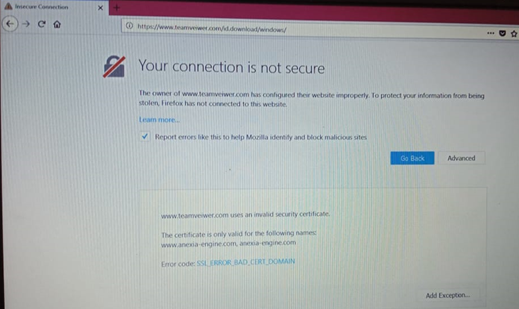 Insecure Connection
https://www.teamveiwer.com/id.download/windows/
Your connection is not secure
The owner of www.teamveiwer.com has configured their website improperly. To protect your information from being
stolen, Firefox has not connected to this website.
Learn more...
Report errors like this to help Mozilla identify and block malicious sites
Go Back Advanced
www.teamveiwer.com uses an invalid security certificate.
The certificate is only valid for the following names:
www.anexia-engine.com, anexia-engine.com
Error code: SSL_ERROR_BAD_CERT_DOMAIN
Add Exception...